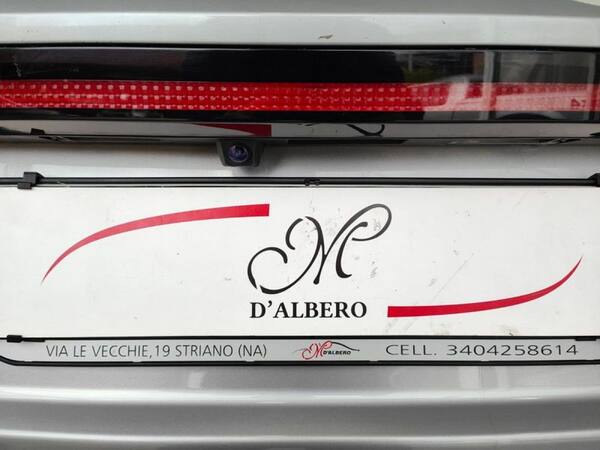 M
D'ALBERO
VIA LE VECCHIE,19 STRIANO (NA) M D'ALBERO CELL. 3404258614